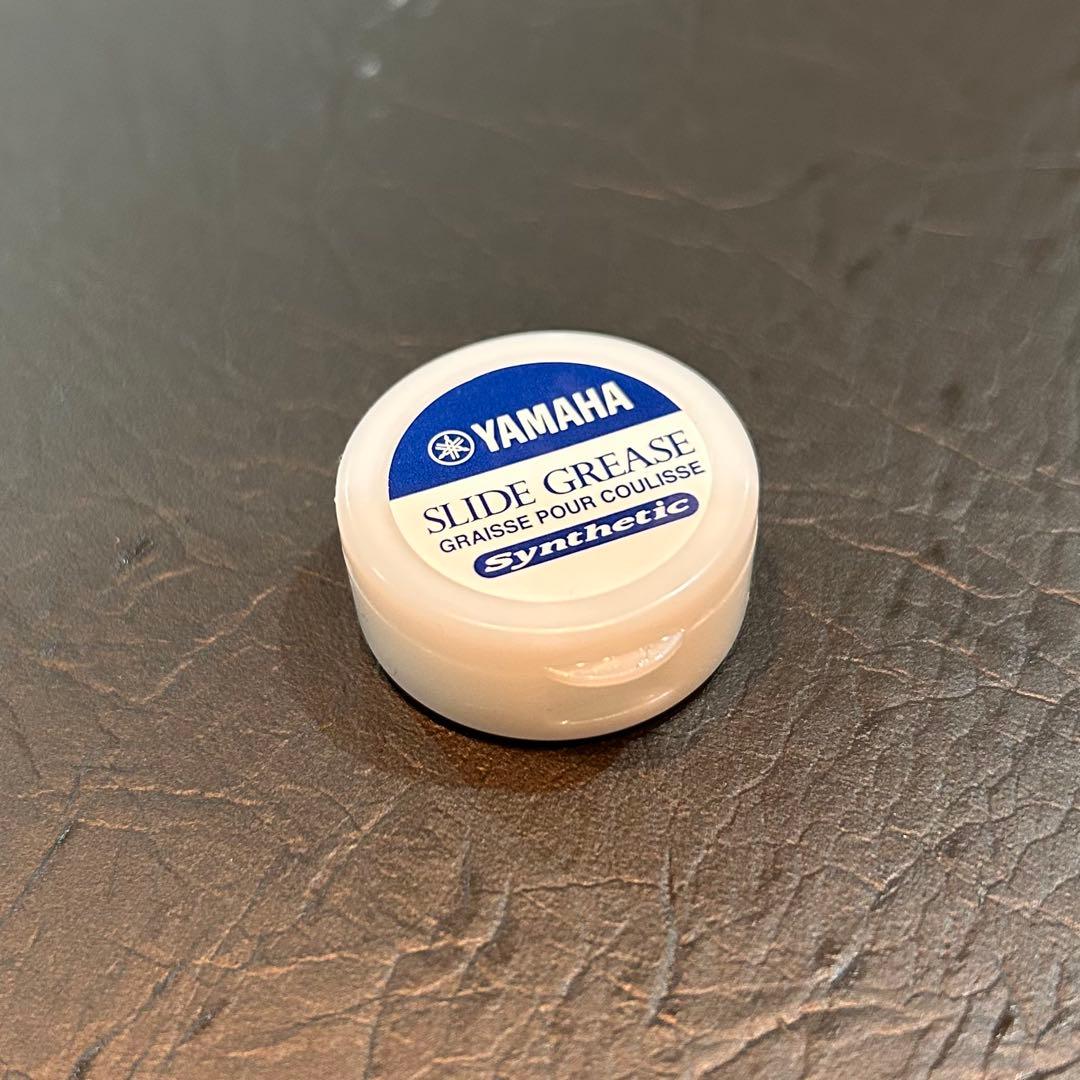 YAMAHA
SLIDE GREASE
GRAISSE POUR COULISSE
Synthetic